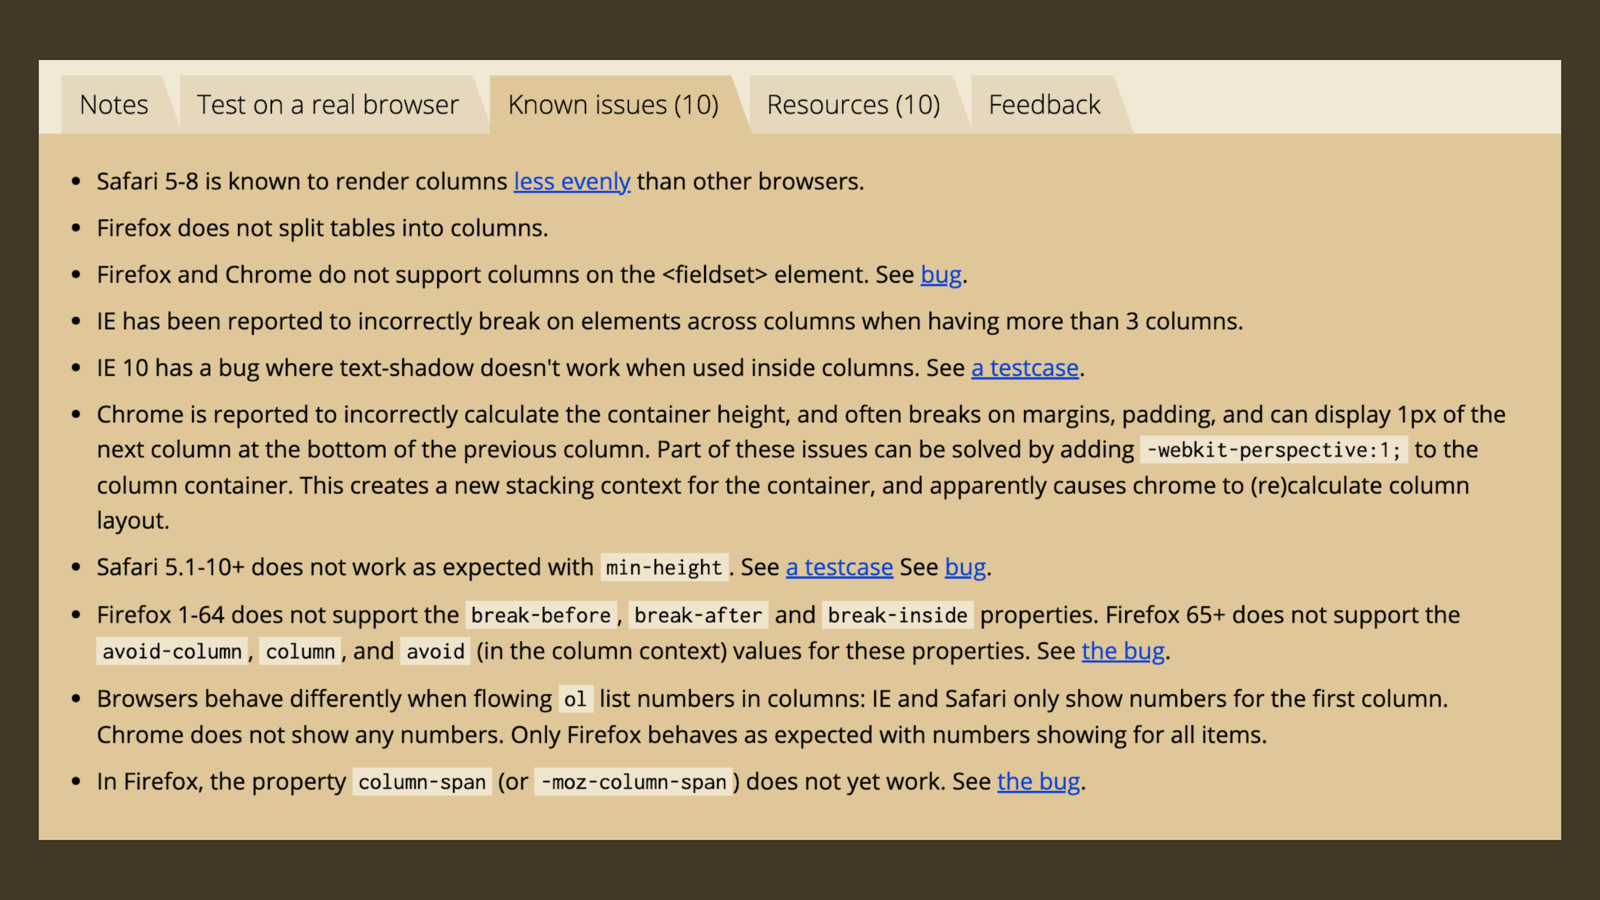 Notes
Test on a real browser
Known issues (10)
Resources (10)
Feedback
Safari 5-8 is known to render columns less evenly than other browsers.
Firefox does not split tables into columns.
Firefox and Chrome do not support columns on the <fieldset> element. See bug.
IE has been reported to incorrectly break on elements across columns when having more than 3 columns.
IE 10 has a bug where text-shadow doesn't work when used inside columns. See a testcase.
Chrome is reported to incorrectly calculate the container height, and often breaks on margins, padding, and can display 1px of the
next column at the bottom of the previous column. Part of these issues can be solved by adding -webkit-perspective:1; to the
column container. This creates a new stacking context for the container, and apparently causes chrome to (re)calculate column
layout.
Safari 5.1-10+ does not work as expected with min-height. See a testcase See bug.
Firefox 1-64 does not support the break-before, break-after and break-inside properties. Firefox 65+ does not support the
avoid-column, column, and avoid (in the column context) values for these properties. See the bug.
Browsers behave differently when flowing ol list numbers in columns: IE and Safari only show numbers for the first column.
Chrome does not show any numbers. Only Firefox behaves as expected with numbers showing for all items.
In Firefox, the property column-span (or -moz-column-span) does not yet work. See the bug.